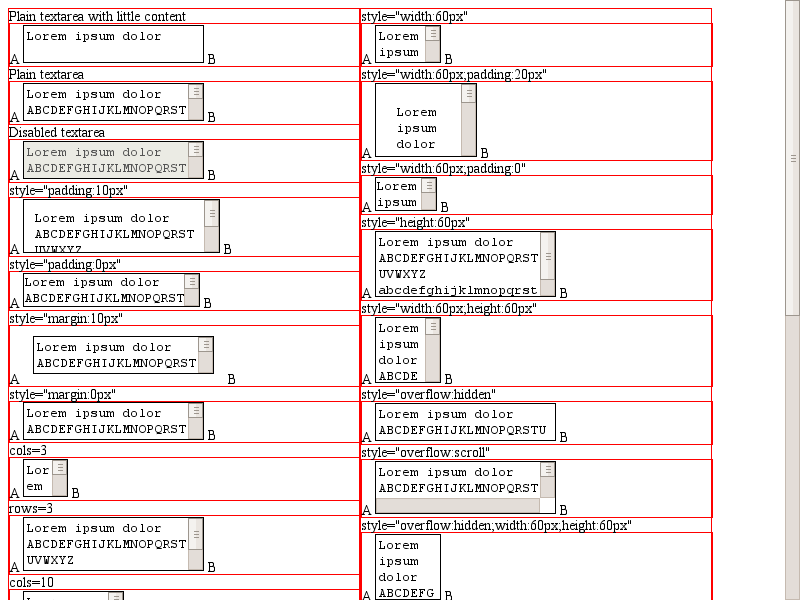 Plain textarea with little content
Lorem ipsum dolor
A B
Plain textarea
Lorem ipsum dolor
ABCDEFGHIJKLMNOPQRST
A B
Disabled textarea
Lorem ipsum dolor
ABCDEFGHIJKLMNOPQRST
A B
style="padding:10px"
Lorem ipsum dolor
ABCDEFGHIJKLMNOPQRST
UVWXYZ
A B
style="padding:0px"
Lorem ipsum dolor
ABCDEFGHIJKLMNOPQRST
A B
style="margin:10px"
Lorem ipsum dolor
ABCDEFGHIJKLMNOPQRST
A B
style="margin:0px"
Lorem ipsum dolor
ABCDEFGHIJKLMNOPQRST
A B
cols=3
Lor
em
A B
rows=3
Lorem ipsum dolor
ABCDEFGHIJKLMNOPQRST
UVWXYZ
A B
cols=10
style="width:60px"
Lorem
ipsum
A B
style="width:60px;padding:20px"
Lorem
ipsum
dolor
A B
style="width:60px;padding:0"
Lorem
ipsum
A B
style="height:60px"
Lorem ipsum dolor
ABCDEFGHIJKLMNOPQRST
UVWXYZ
abcdefghijklmnopqrst
A B
style="width:60px;height:60px"
Lorem
ipsum
dolor
ABCDE
A B
style="overflow:hidden"
Lorem ipsum dolor
ABCDEFGHIJKLMNOPQRSTU
A B
style="overflow:scroll"
Lorem ipsum dolor
ABCDEFGHIJKLMNOPQRST
A B
style="overflow:hidden;width:60px;height:60px"
Lorem
ipsum
dolor
ABCDEFG
A B